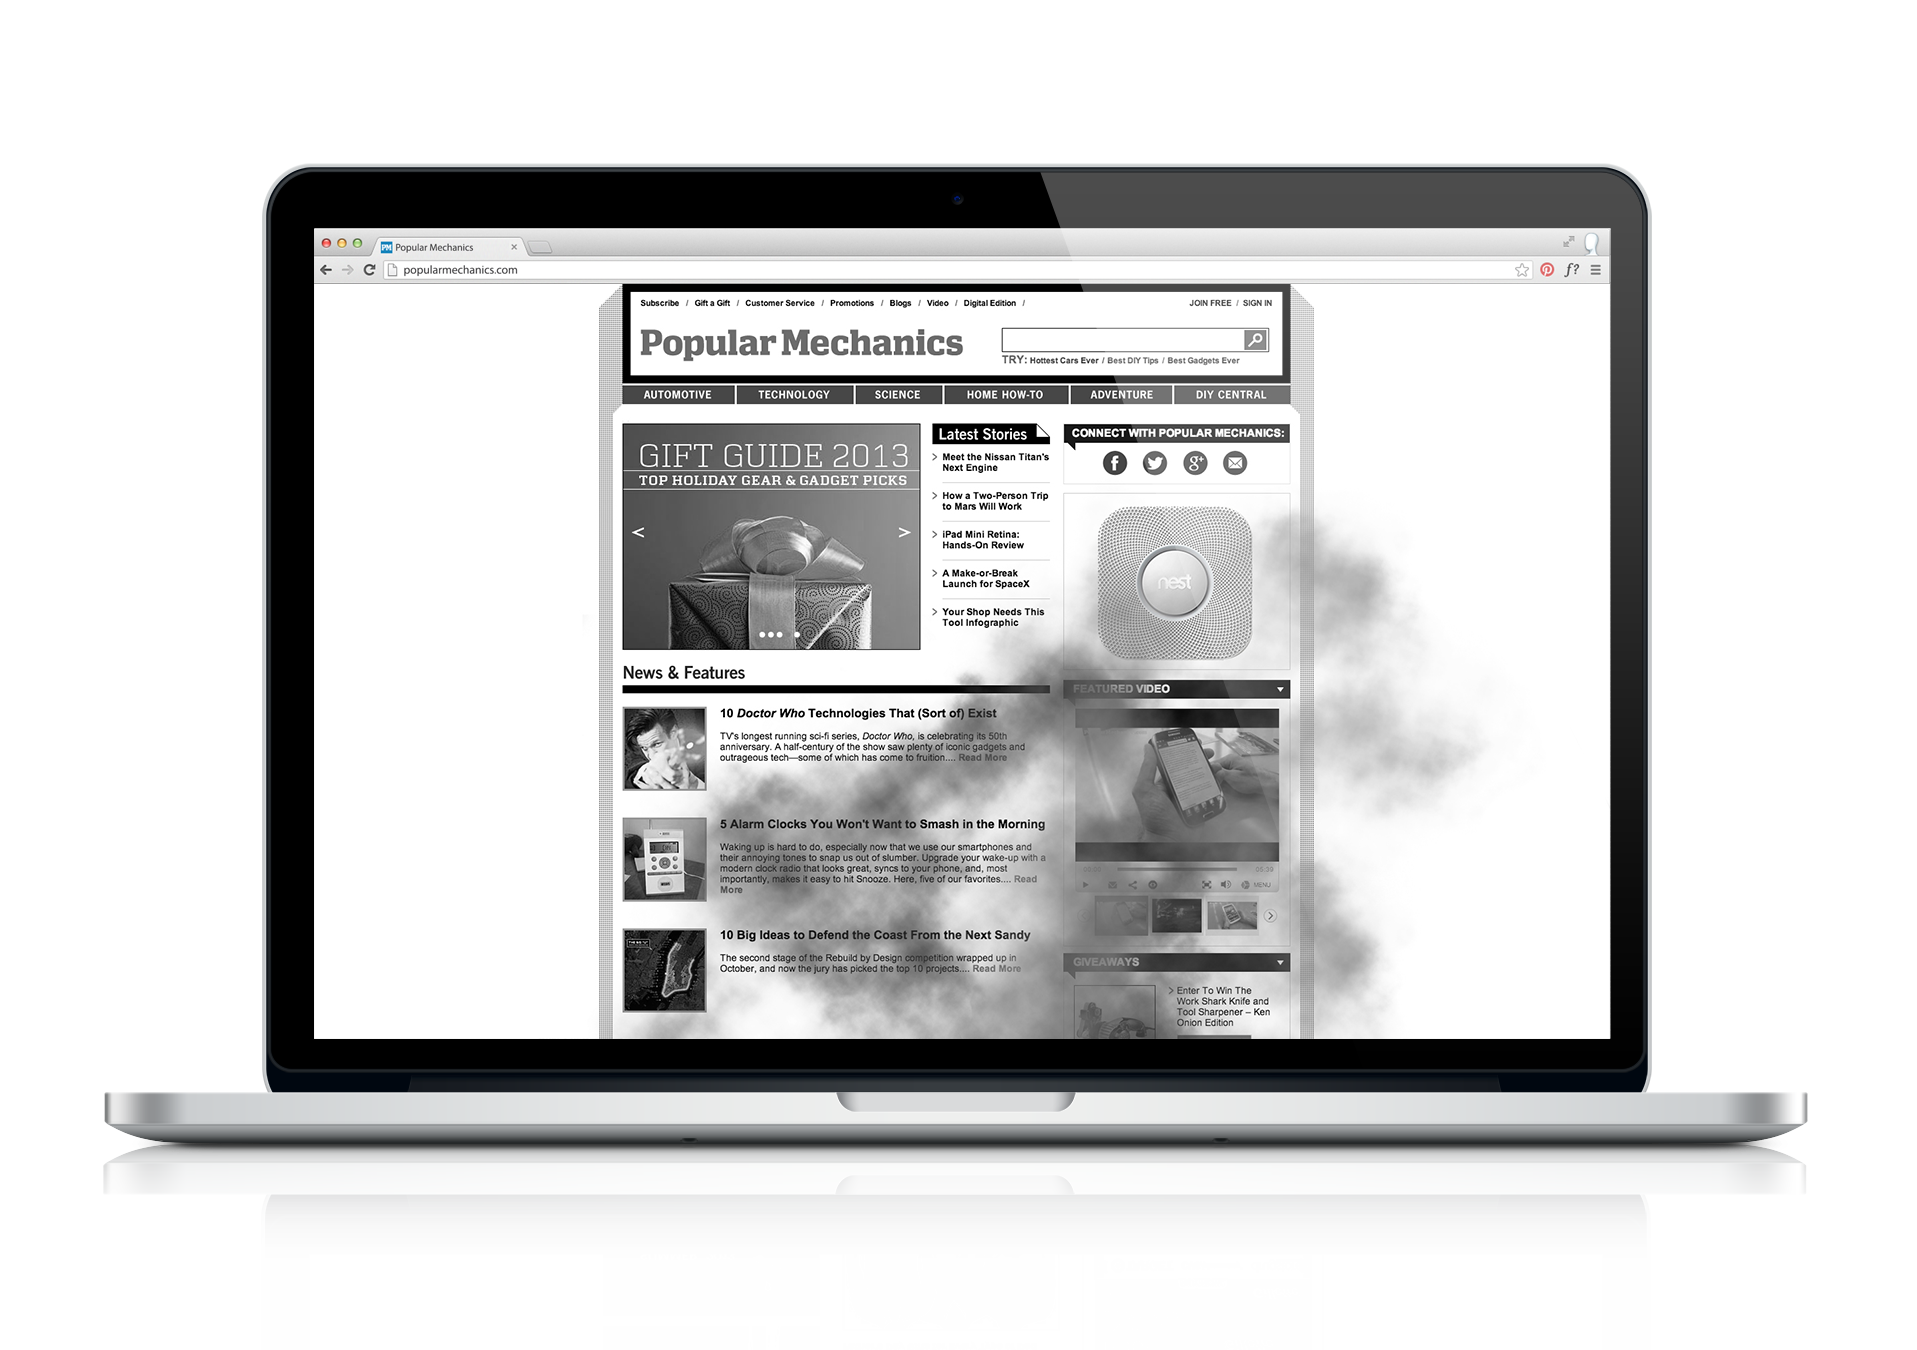 PM Popular Mechanics
popularmechanics.com
f?
Subscribe / Gift a Gift / Customer Service / Promotions / Blogs / Video / Digital Edition /
JOIN FREE / SIGN IN
Popular Mechanics
TRY: Hottest Cars Ever / Best DIY Tips / Best Gadgets Ever
AUTOMOTIVE TECHNOLOGY SCIENCE HOME HOW-TO ADVENTURE DIY CENTRAL
GIFT GUIDE 2013
TOP HOLIDAY GEAR & GADGET PICKS
Latest Stories
Meet the Nissan Titan's
Next Engine
How a Two-Person Trip
to Mars Will Work
iPad Mini Retina:
Hands-On Review
A Make-or-Break
Launch for SpaceX
Your Shop Needs This
Tool Infographic
CONNECT WITH POPULAR MECHANICS:
nest
News & Features
10 Doctor Who Technologies That (Sort of) Exist
TV's longest running sci-fi series, Doctor Who, is celebrating its 50th
anniversary. A half-century of the show saw plenty of iconic gadgets and
outrageous tech—some of which has come to fruition.... Read More
5 Alarm Clocks You Won't Want to Smash in the Morning
Waking up is hard to do, especially now that we use our smartphones and
their annoying tones to snap us out of slumber. Upgrade your wake-up with a
modern clock radio that looks great, syncs to your phone, and, most
importantly, makes it easy to hit Snooze. Here, five of our favorites.... Read
More
10 Big Ideas to Defend the Coast From the Next Sandy
The second stage of the Rebuild by Design competition wrapped up in
October, and now the jury has picked the top 10 projects.... Read More
FEATURED VIDEO
MENU
GIVEAWAYS
Enter To Win The
Work Shark Knife and
Tool Sharpener – Ken
Onion Edition